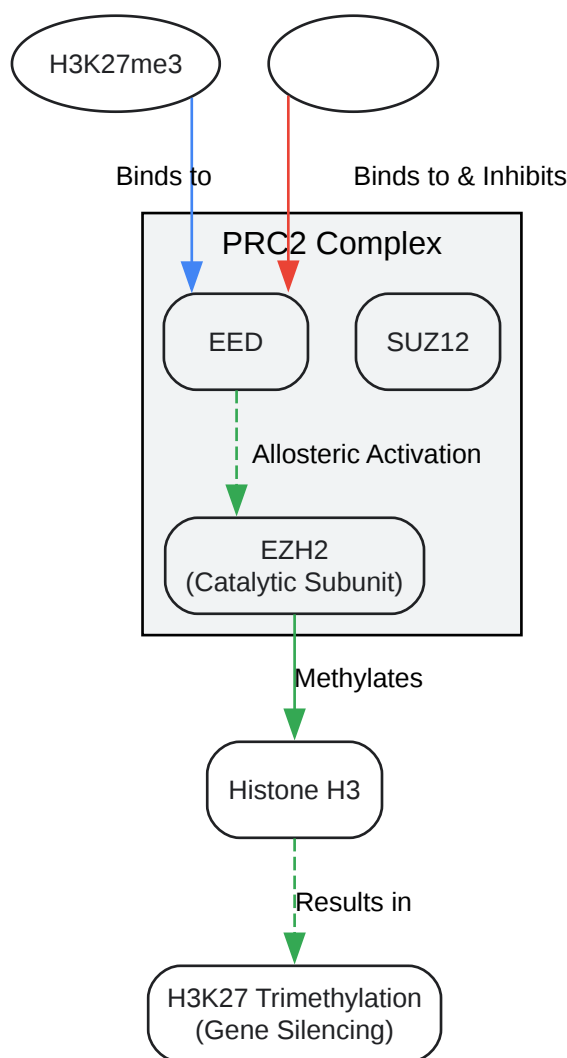 H3K27me3
Binds to
Binds to & Inhibits
PRC2 Complex
EED
SUZ12
Allosteric Activation
EZH2
(Catalytic Subunit)
Methylates
Histone H3
Results in
H3K27 Trimethylation
(Gene Silencing)